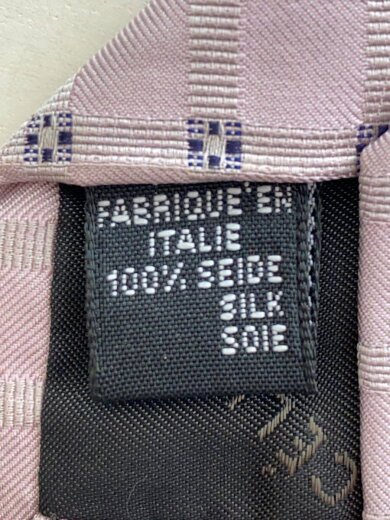 FABRIQUE'EN
ITALIE
100% SEIDE
SILK
SOIE